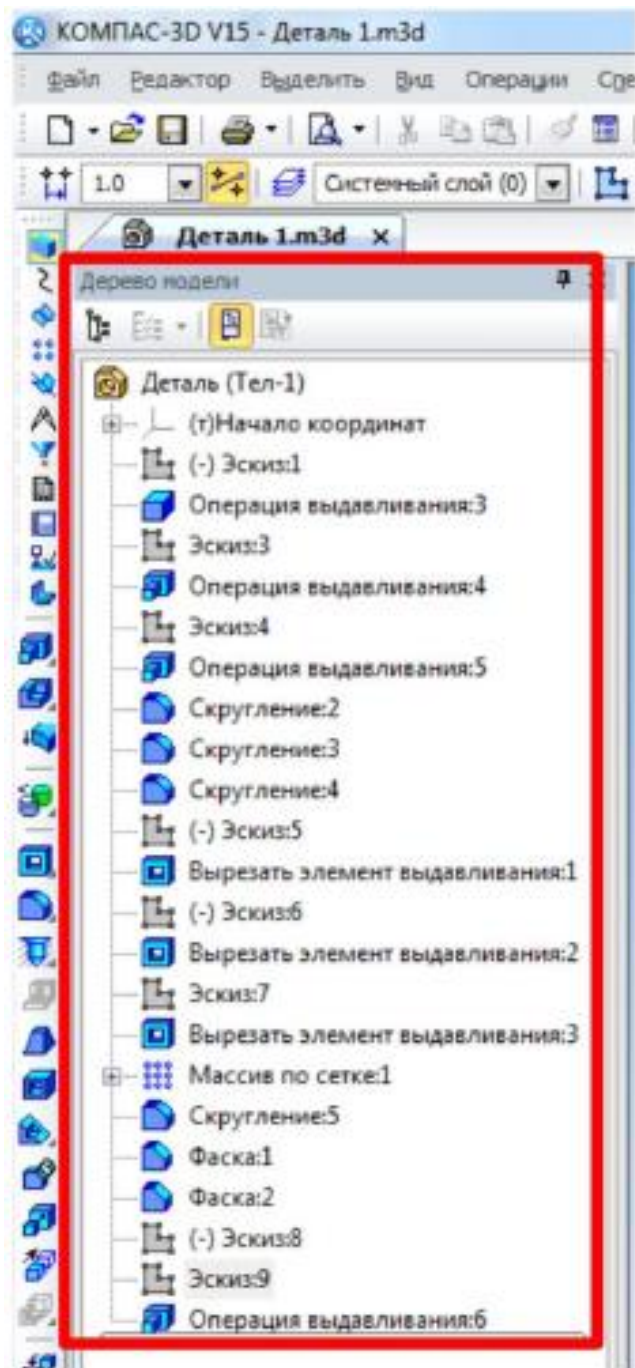 КОМПАС-3D V15 - Деталь 1.m3d
Файл Редактор Выделить Вид Операции Спе
1.0 Системный слой (0)
Деталь 1.m3d x
Дерево модели
Деталь (Тел-1)
(т)Начало координат
(-) Эскиз:1
Операция выдавливания:3
Эскиз:3
Операция выдавливания:4
Эскиз:4
Операция выдавливания:5
Скругление:2
Скругление:3
Скругление:4
(-) Эскиз:5
Вырезать элемент выдавливания:1
(-) Эскиз:6
Вырезать элемент выдавливания:2
Эскиз:7
Вырезать элемент выдавливания:3
Массив по сетке:1
Скругление:5
Фаска:1
Фаска:2
(-) Эскиз:8
Эскиз:9
Операция выдавливания:6